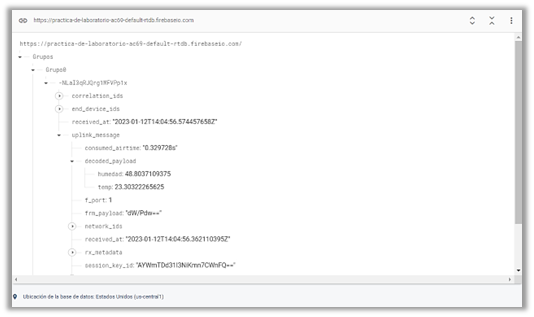 https://practica-de-laboratorio-ac69-default-rtdb.firebaseio.com
https://practica-de-laboratorio-ac69-default-rtdb.firebaseio.com/
Grupos
Grupo0
correlation_ids
end_device_ids
received_at: "2023-01-12T14:04:56.574457658Z"
uplink_message
consumed_airtime: "0.329728s"
decoded_payload
humedad: 48.8037109375
temp: 23.30322265625
f_port: 1
frm_payload: "dW/Pdw=="
network_ids
received_at: "2023-01-12T14:04:56.362110395Z"
rx_metadata
session_key_id:
Ubicación de la base de datos: Estados Unidos (us-central1)